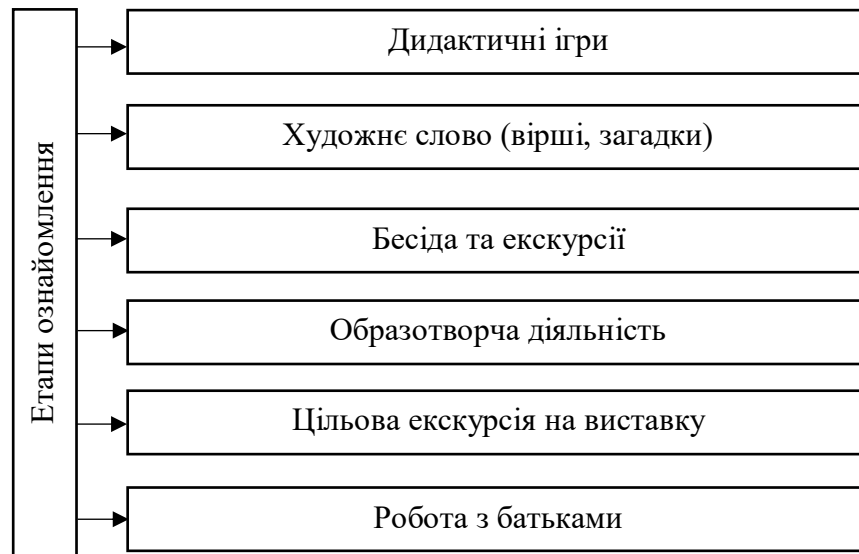 Етапи ознайомлення
Дидактичні ігри
Художнє слово (вірші, загадки)
Бесіда та екскурсії
Образотворча діяльність
Цільова екскурсія на виставку
Робота з батьками